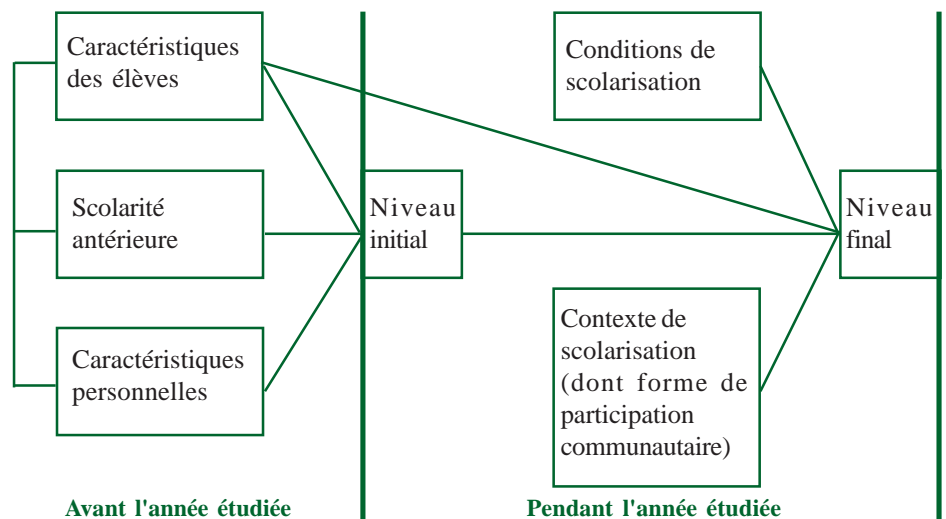 Caractéristiques
des élèves
Scolarité
antérieure
Caractéristiques
personnelles
Niveau
initial
Conditions de
scolarisation
Contexte de
scolarisation
(dont forme de
participation
communautaire)
Niveau
final
Avant l'année étudiée
Pendant l'année étudiée